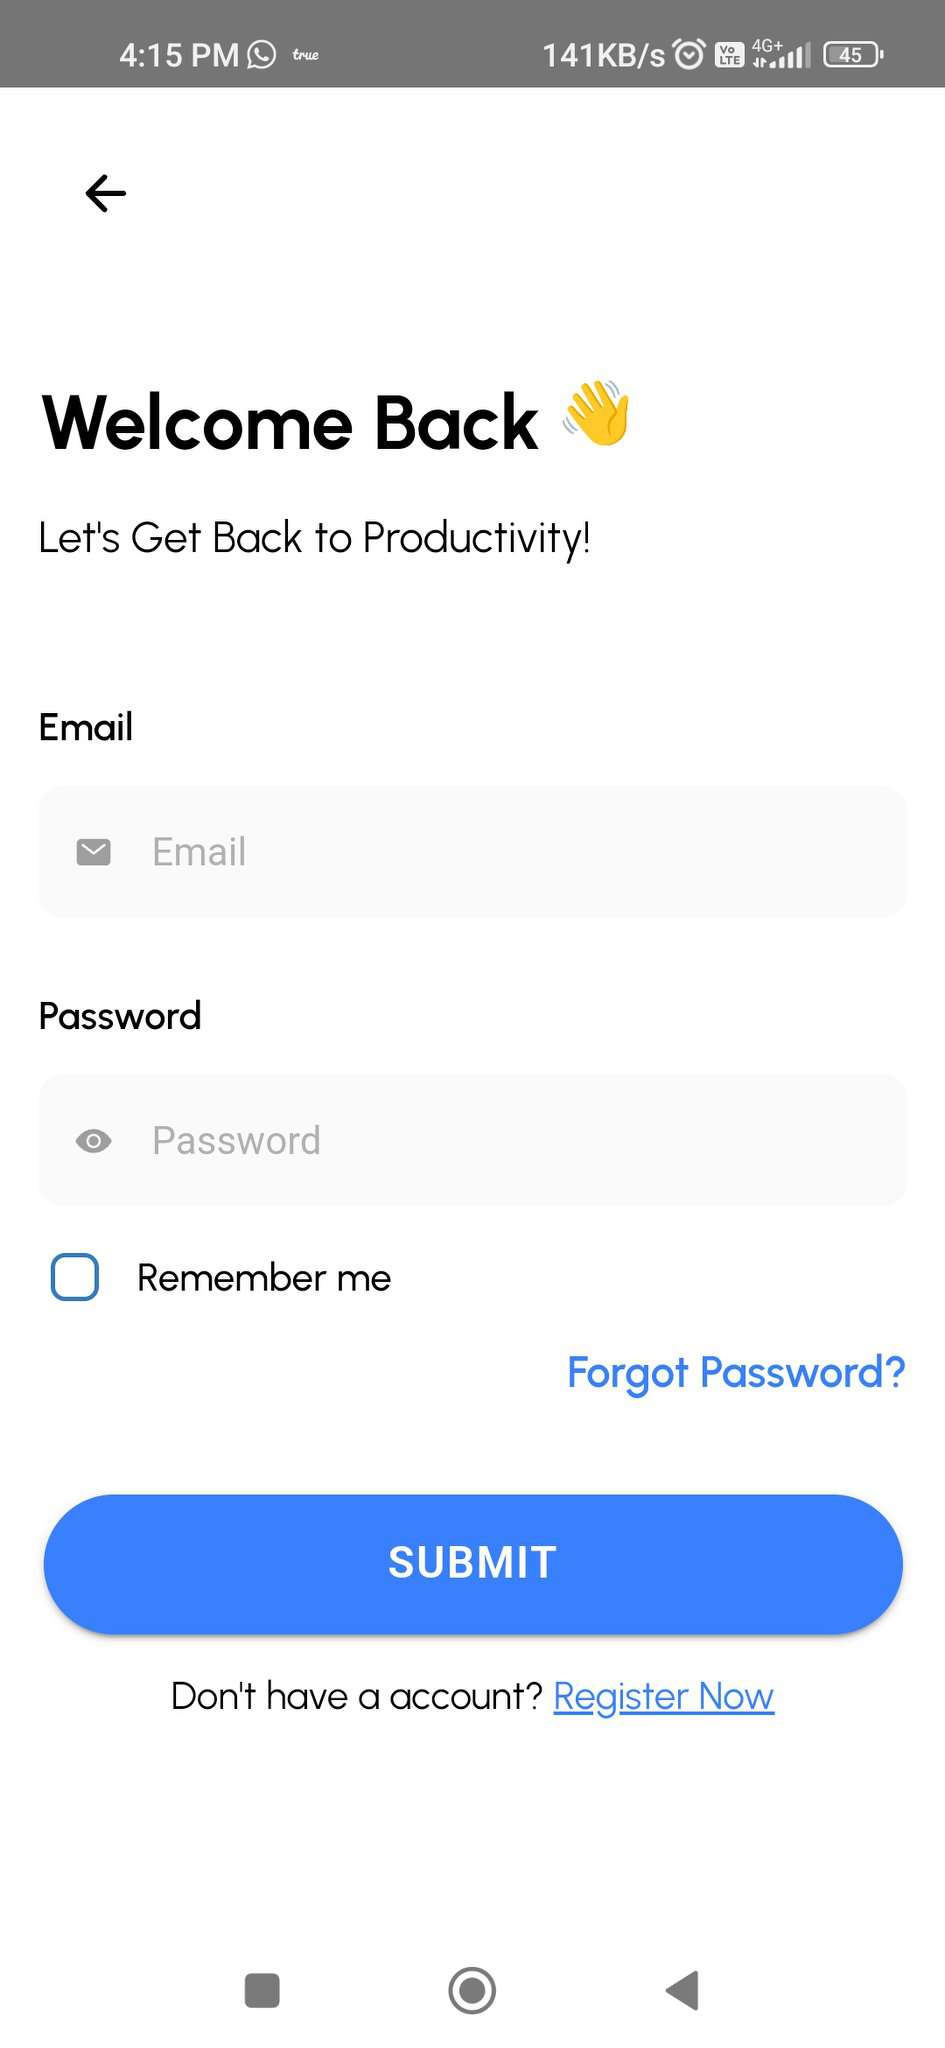 4:15 PM true 141KB/s Vo LTE 4G+ 45
Welcome Back 👋
Let's Get Back to Productivity!
Email
Email
Password
Password
Remember me
Forgot Password?
SUBMIT
Don't have a account? Register Now